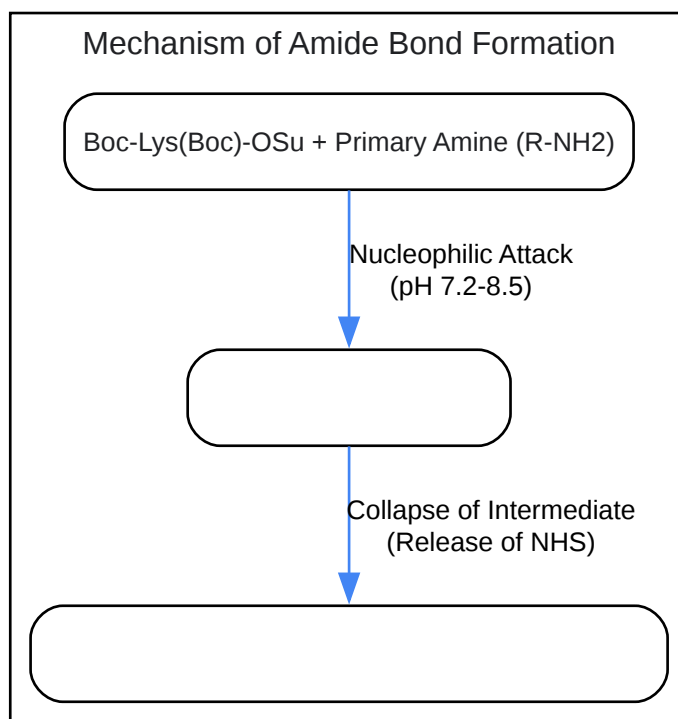 Mechanism of Amide Bond Formation
Boc-Lys(Boc)-OSu + Primary Amine (R-NH2)
Nucleophilic Attack
(pH 7.2-8.5)
Collapse of Intermediate
(Release of NHS)